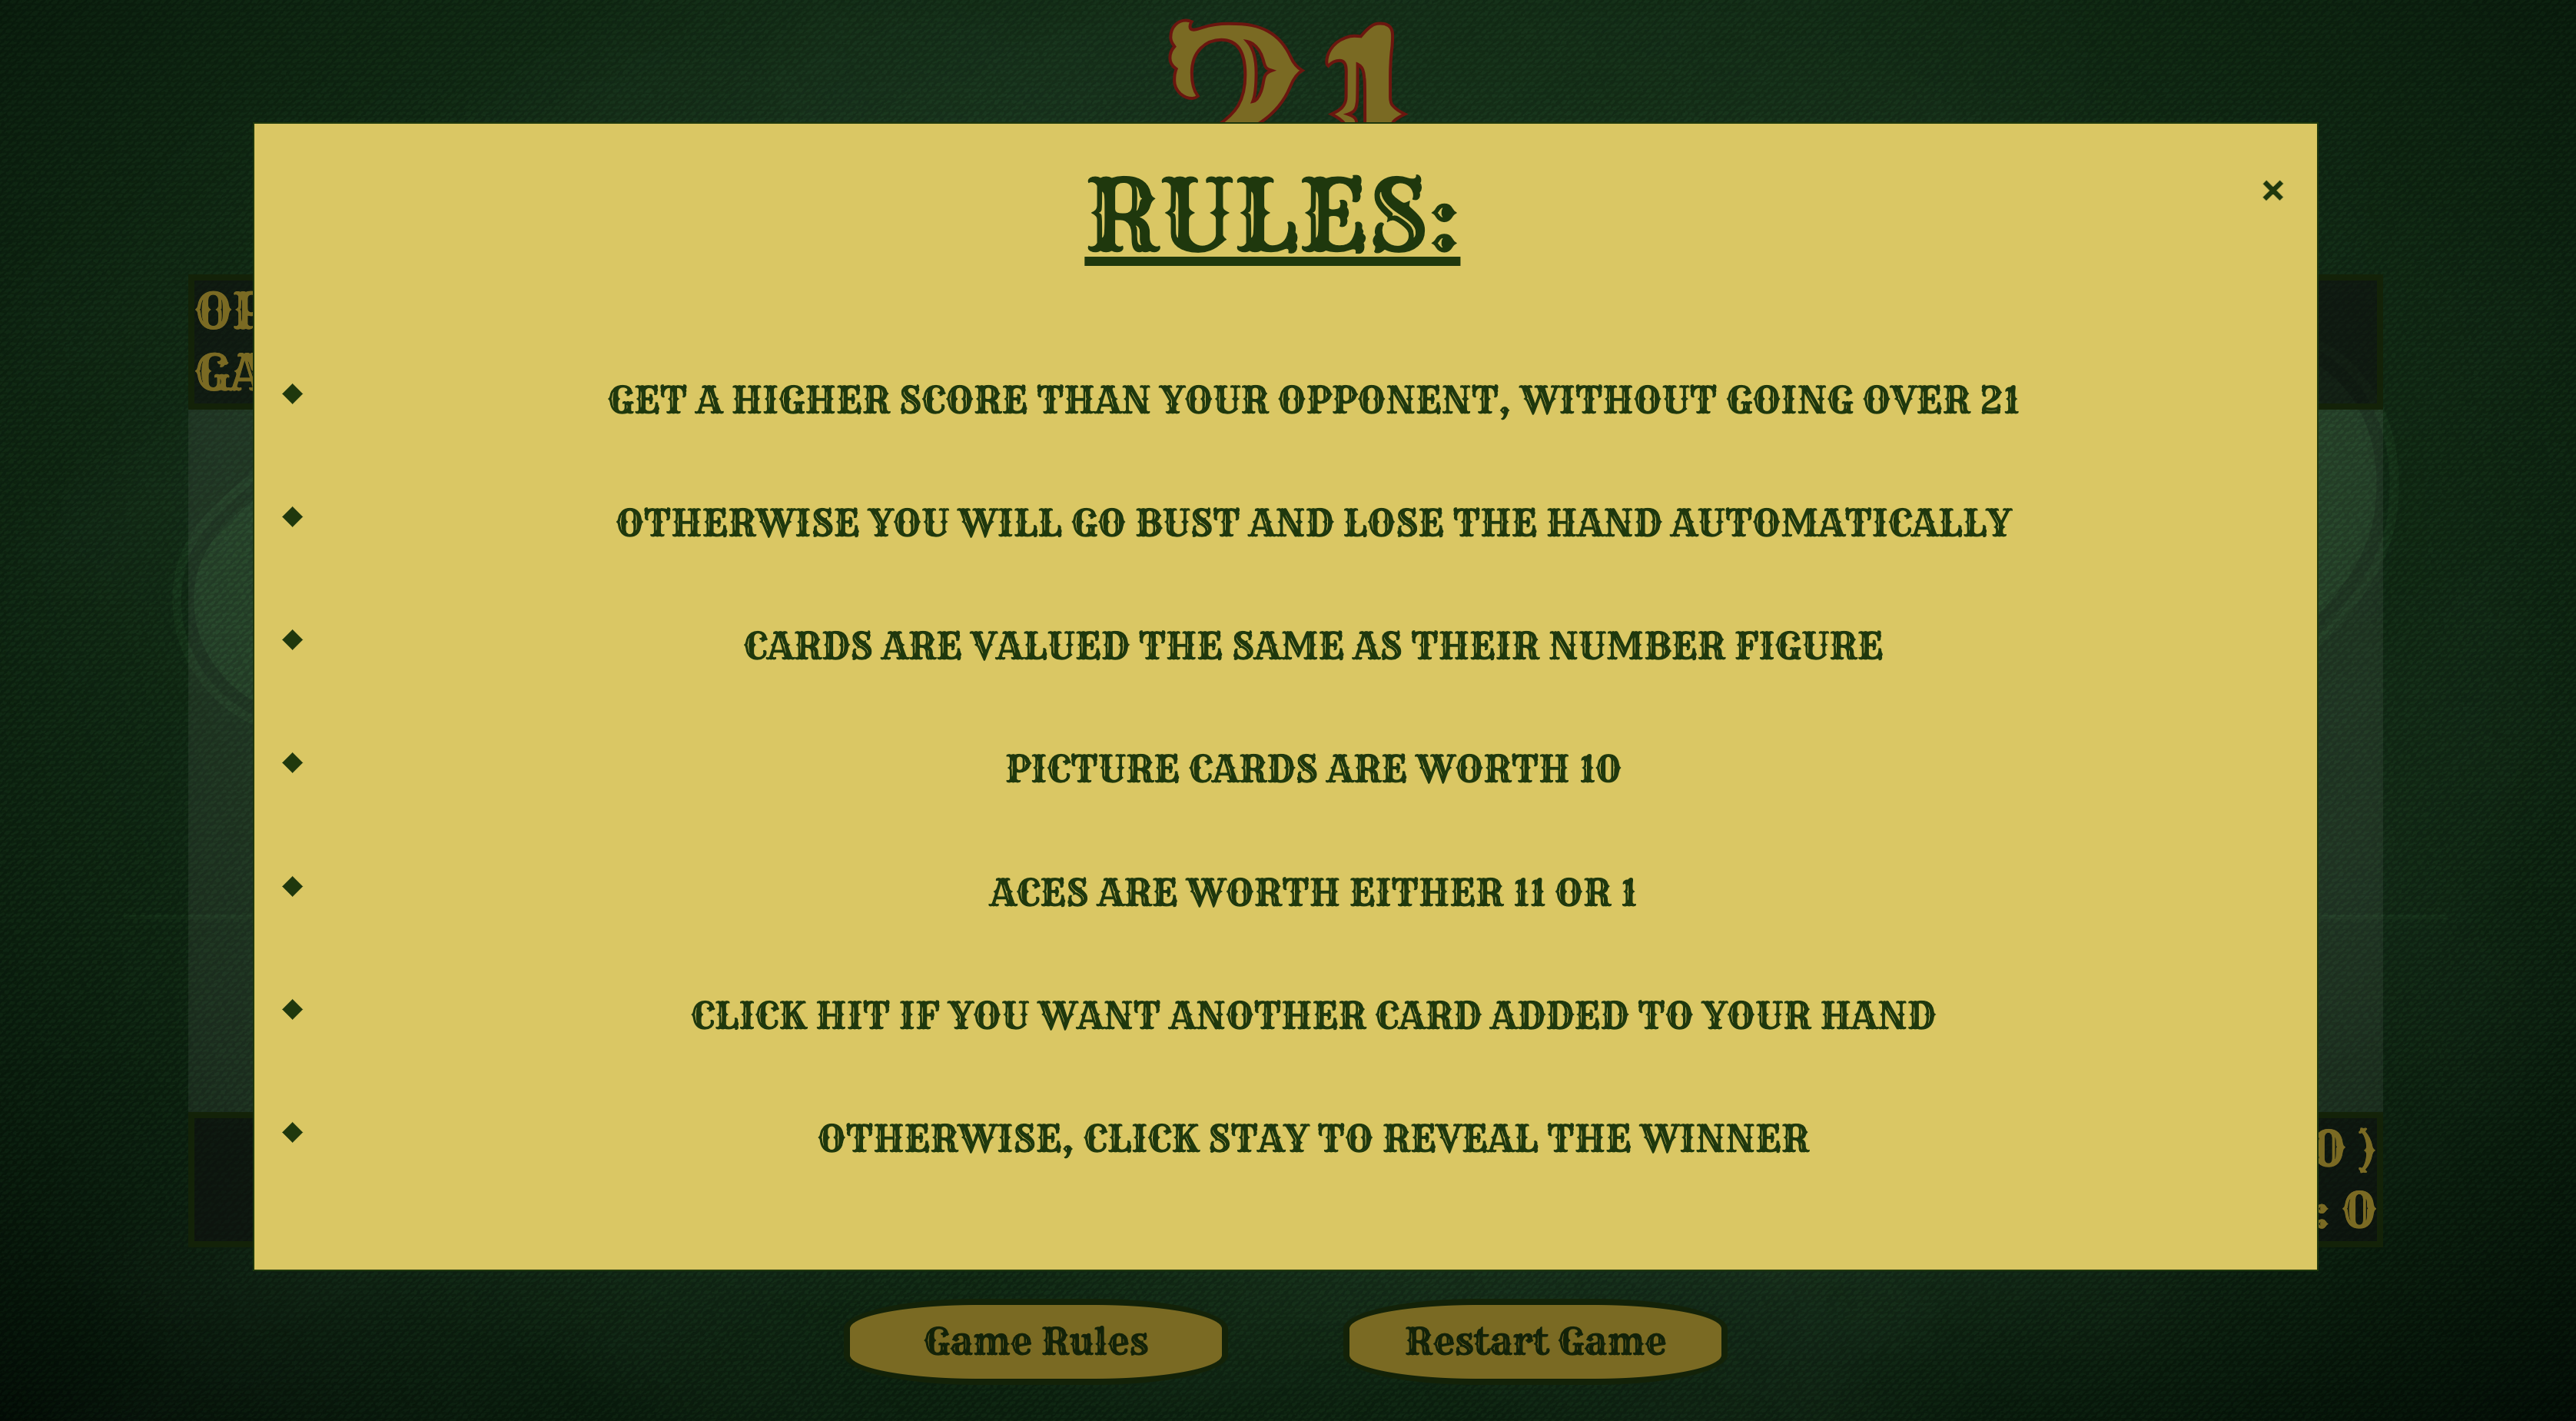 21
RULES:
×
GET A HIGHER SCORE THAN YOUR OPPONENT, WITHOUT GOING OVER 21
OTHERWISE YOU WILL GO BUST AND LOSE THE HAND AUTOMATICALLY
CARDS ARE VALUED THE SAME AS THEIR NUMBER FIGURE
PICTURE CARDS ARE WORTH 10
ACES ARE WORTH EITHER 11 OR 1
CLICK HIT IF YOU WANT ANOTHER CARD ADDED TO YOUR HAND
OTHERWISE, CLICK STAY TO REVEAL THE WINNER
0 )
: 0
Game Rules
Restart Game